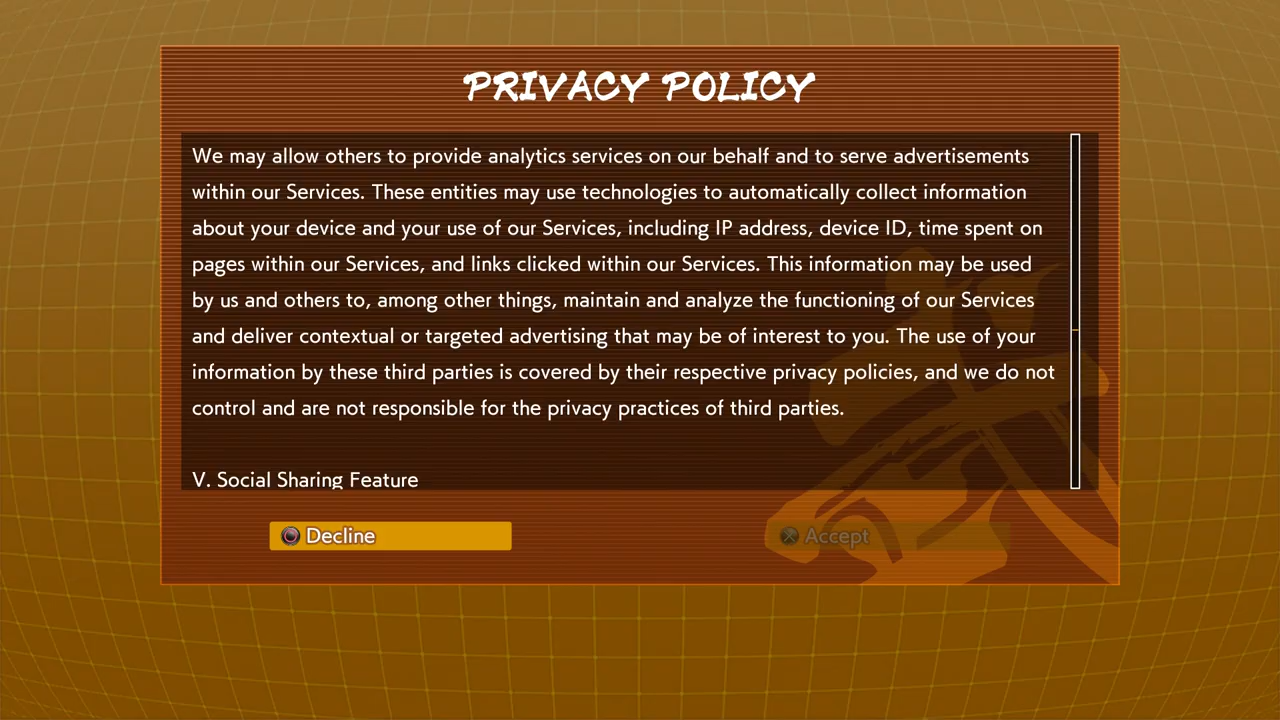 PRIVACY POLICY
We may allow others to provide analytics services on our behalf and to serve advertisements
within our Services. These entities may use technologies to automatically collect information
about your device and your use of our Services, including IP address, device ID, time spent on
pages within our Services, and links clicked within our Services. This information may be used
by us and others to, among other things, maintain and analyze the functioning of our Services
and deliver contextual or targeted advertising that may be of interest to you. The use of your
information by these third parties is covered by their respective privacy policies, and we do not
control and are not responsible for the privacy practices of third parties.
V. Social Sharing Feature
Decline
Accept